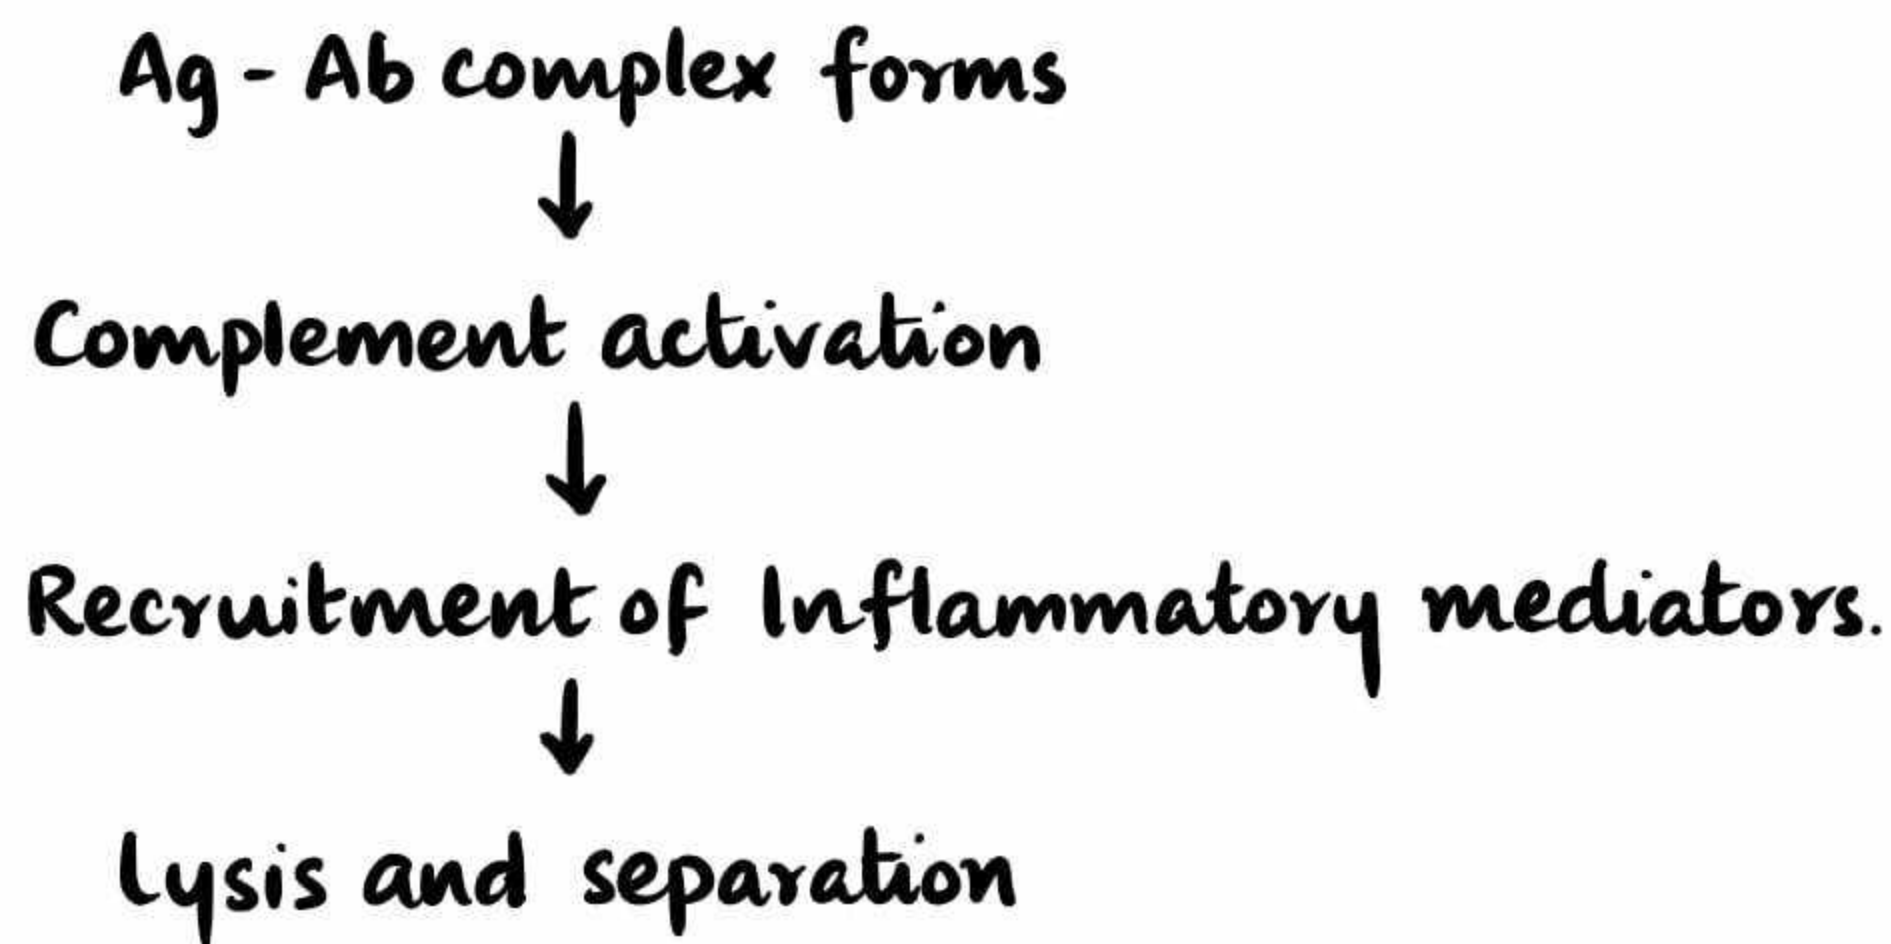 Ag - Ab complex forms
↓
Complement activation
↓
Recruitment of Inflammatory mediators.
↓
Lysis and separation